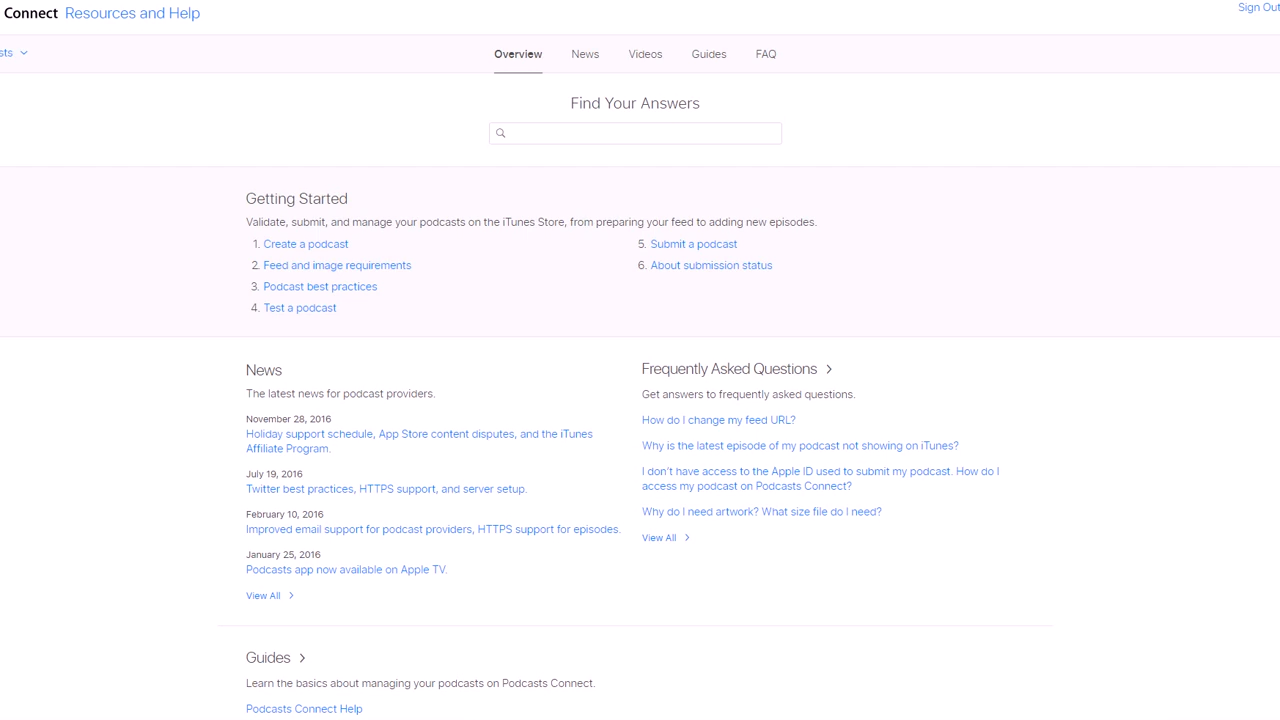 Connect Resources and Help
Sign Out
sts
Overview News Videos Guides FAQ
Find Your Answers
Getting Started
Validate, submit, and manage your podcasts on the iTunes Store, from preparing your feed to adding new episodes.
1. Create a podcast
2. Feed and image requirements
3. Podcast best practices
4. Test a podcast
5. Submit a podcast
6. About submission status
News
The latest news for podcast providers.
November 28, 2016
Holiday support schedule, App Store content disputes, and the iTunes
Affiliate Program.
July 19, 2016
Twitter best practices, HTTPS support, and server setup.
February 10, 2016
Improved email support for podcast providers, HTTPS support for episodes.
January 25, 2016
Podcasts app now available on Apple TV.
View All
Frequently Asked Questions
Get answers to frequently asked questions.
How do I change my feed URL?
Why is the latest episode of my podcast not showing on iTunes?
I don't have access to the Apple ID used to submit my podcast. How do I
access my podcast on Podcasts Connect?
Why do I need artwork? What size file do I need?
View All
Guides
Learn the basics about managing your podcasts on Podcasts Connect.
Podcasts Connect Help